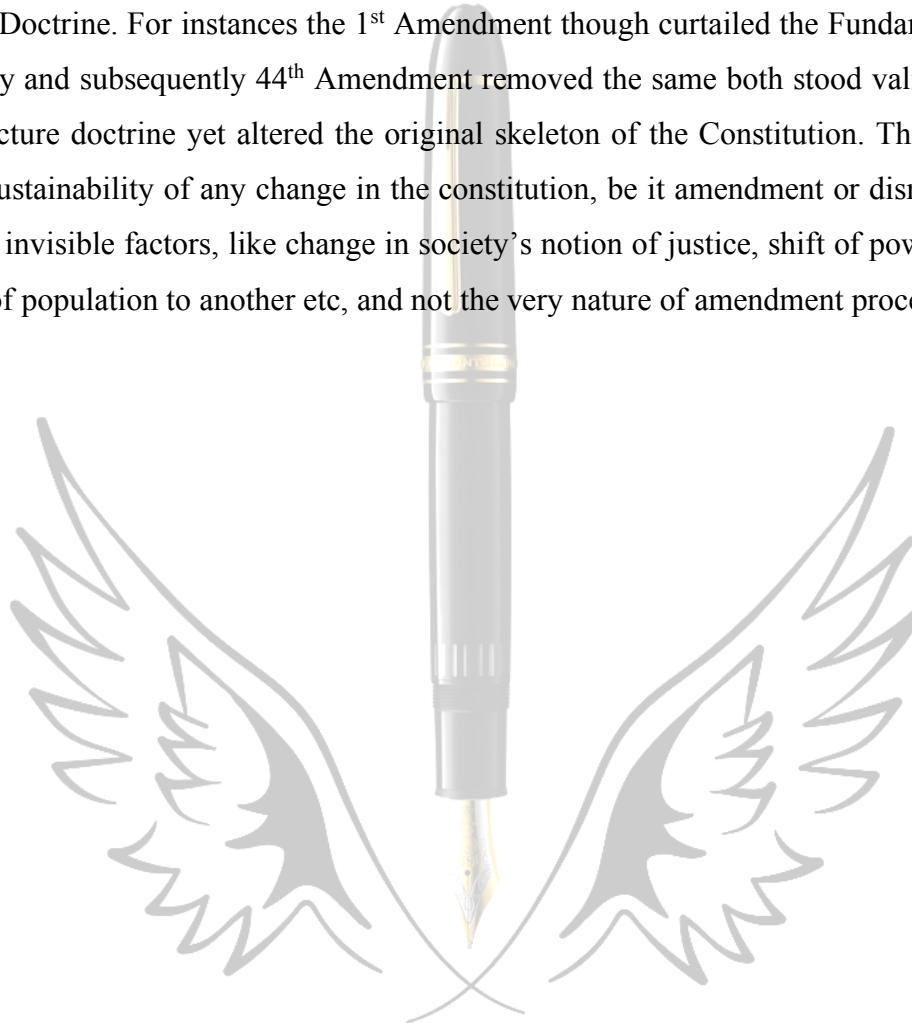 Doctrine. For instances the 1st Amendment though curtailed the Fundar
y and subsequently 44th Amendment removed the same both stood vali
cture doctrine yet altered the original skeleton of the Constitution. Th
ustainability of any change in the constitution, be it amendment or disr
invisible factors, like change in society’s notion of justice, shift of pow
of population to another etc, and not the very nature of amendment proce